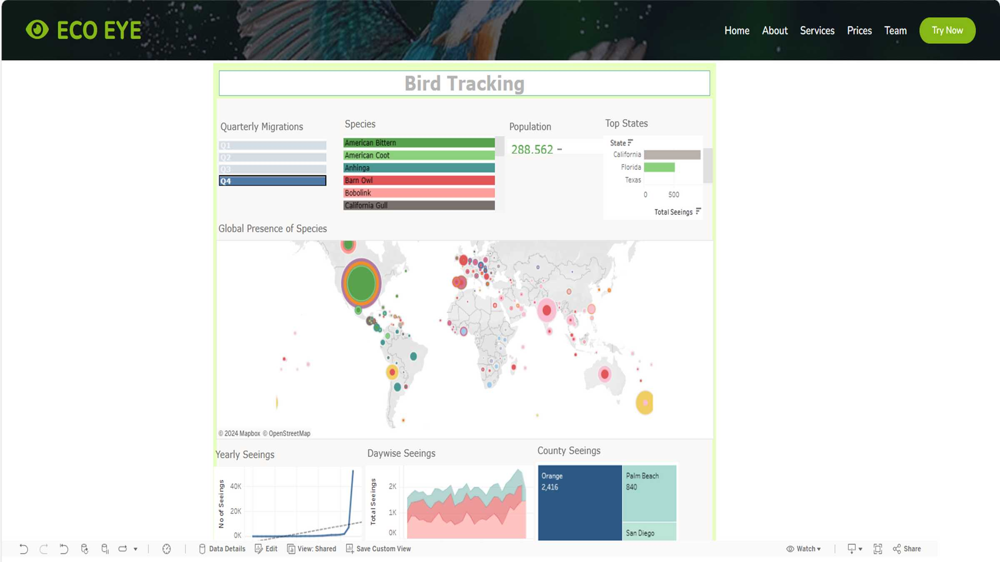 ECO EYE
Home About Services Prices Team Try Now
Bird Tracking
Quarterly Migrations
Q1
Q2
Q3
Q4
Species
American Bittern
American Coot
Anhinga
Barn Owl
Bobolink
California Gull
Population
288,562
Top States
State
California
Florida
Texas
0 500
Total Seeings
Global Presence of Species
© 2024 Mapbox © OpenStreetMap
Yearly Seeings
No of Seeings
40K
20K
0K
Daywise Seeings
Total Seeings
2K
1K
0K
County Seeings
Orange
2,416
Palm Beach
840
San Diego
Data Details Edit View: Shared Save Custom View Watch Share